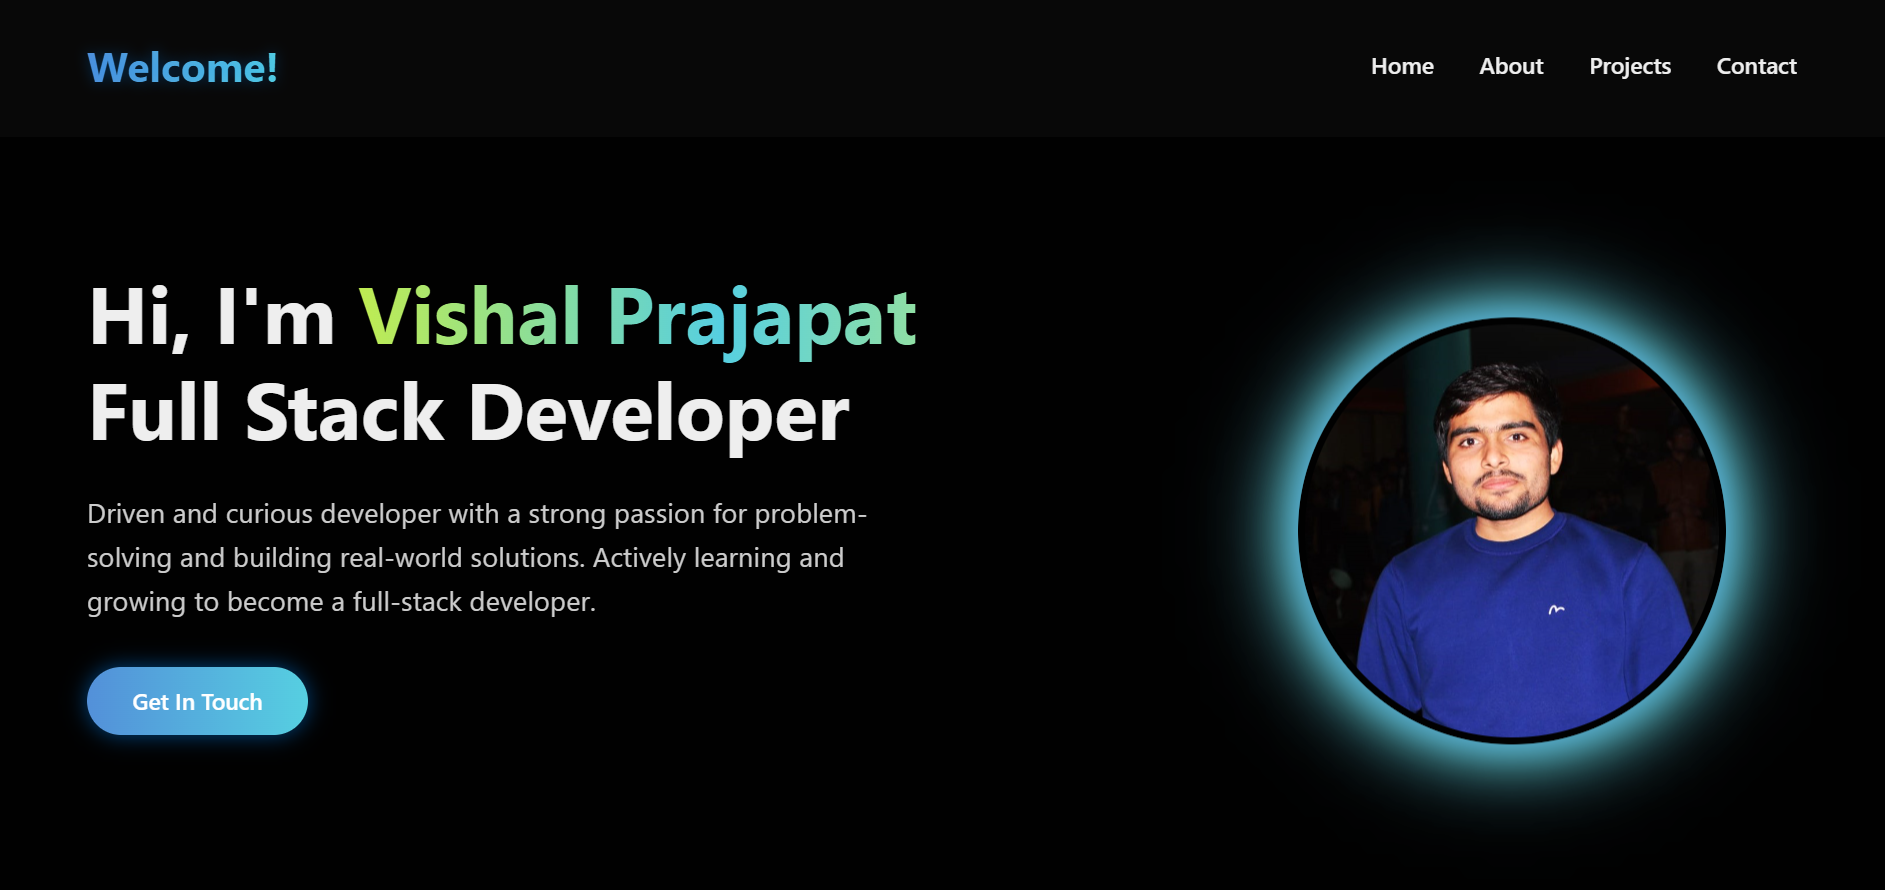 Welcome!
Home About Projects Contact
Hi, I'm Vishal Prajapat
Full Stack Developer
Driven and curious developer with a strong passion for problem-
solving and building real-world solutions. Actively learning and
growing to become a full-stack developer.
Get In Touch